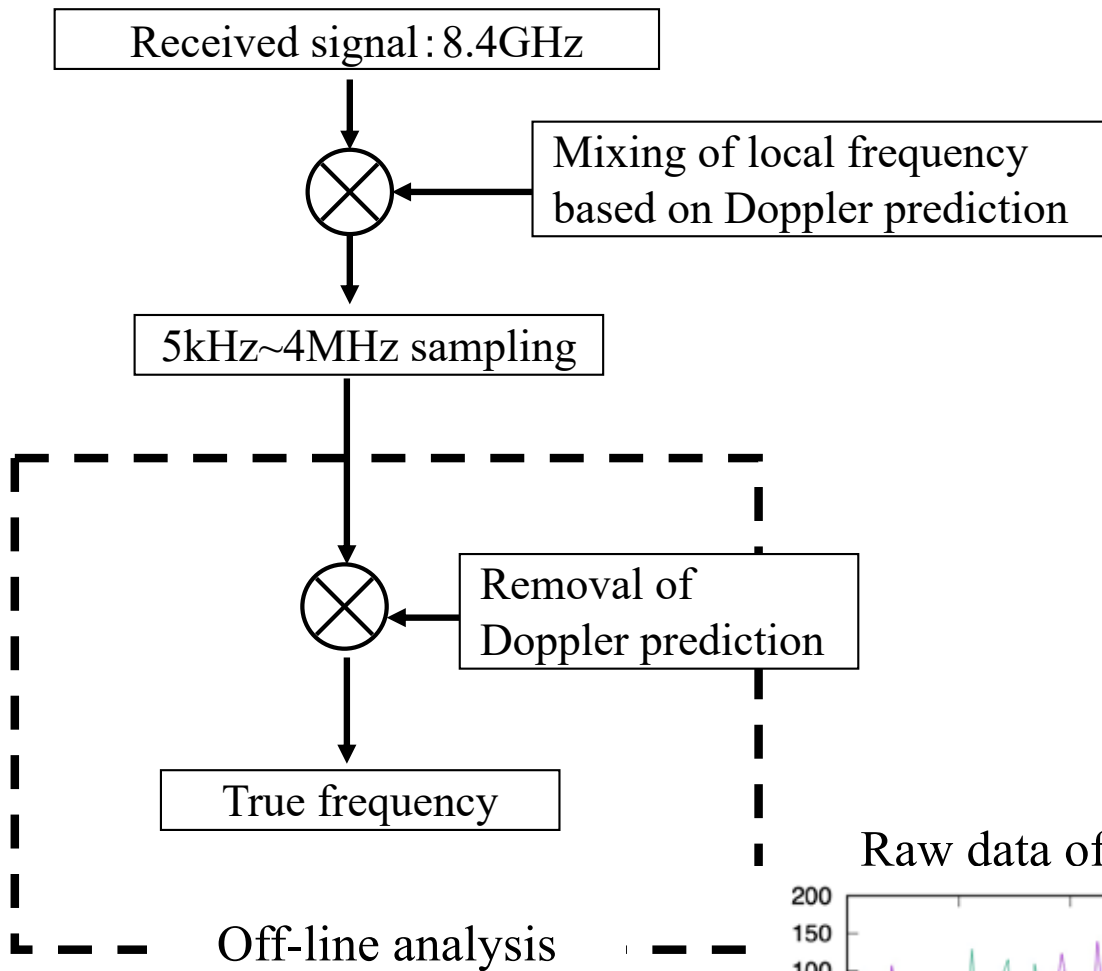 Received signal:8.4GHz
Mixing of local frequency
based on Doppler prediction
5kHz~4MHz sampling
Removal of
Doppler prediction
True frequency
Off-line analysis
Raw data of
200
150
100